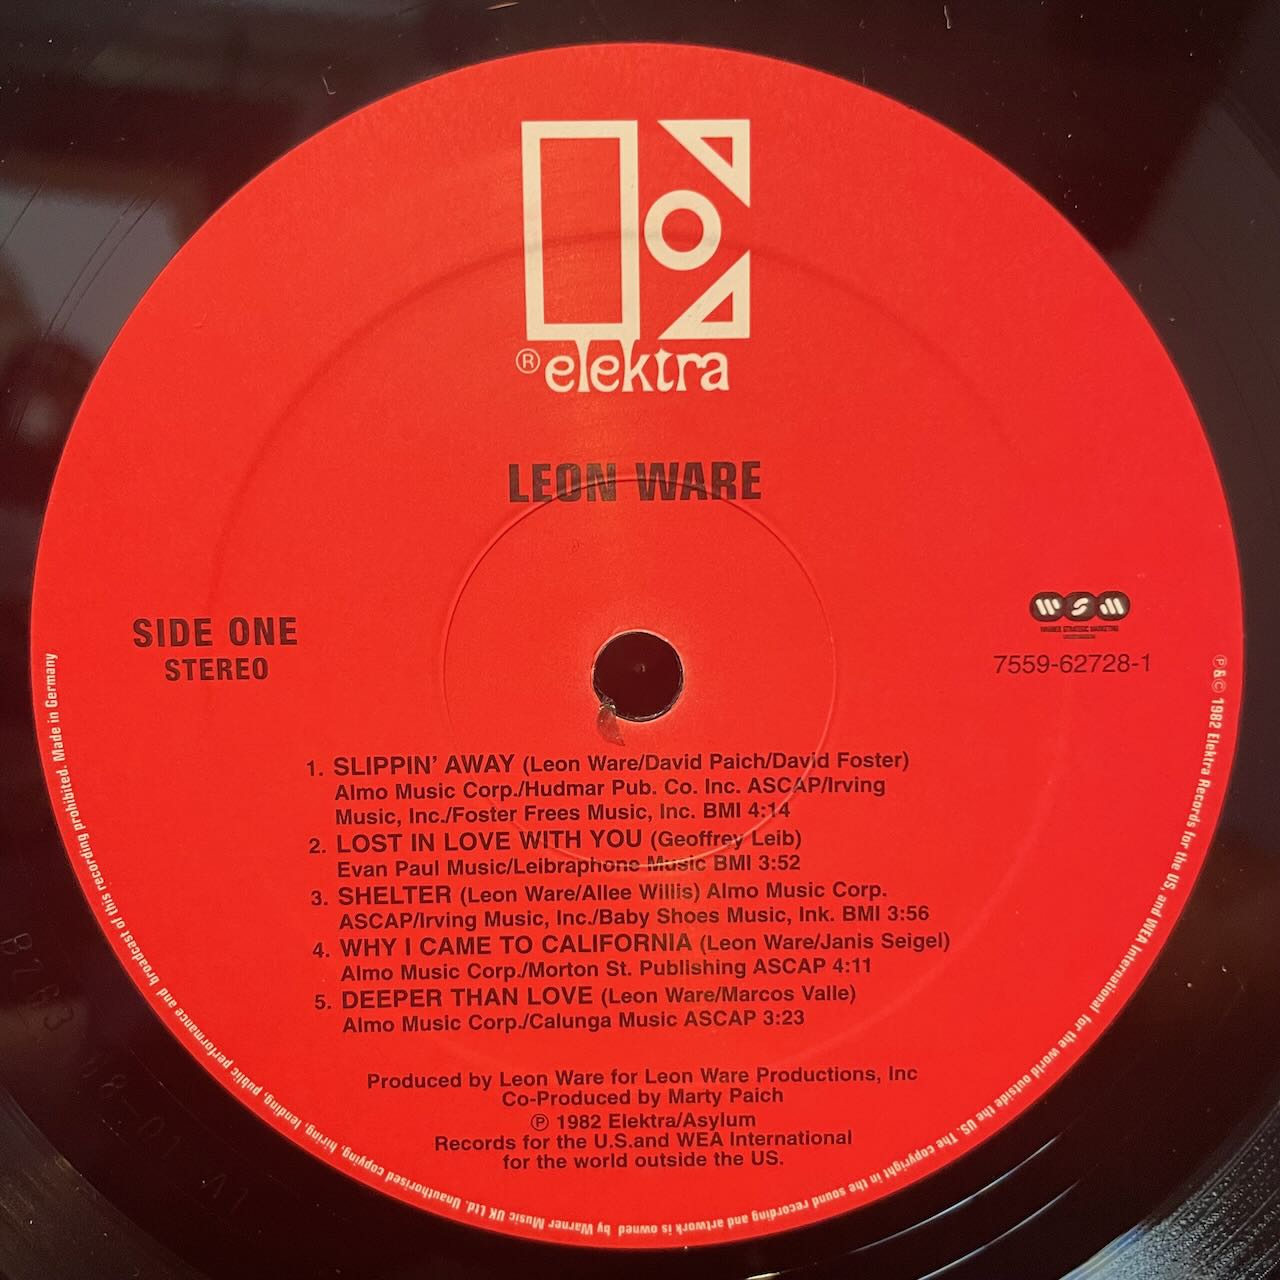 ® elektra
LEON WARE
SIDE ONE
STEREO
WSM
WARNER STRATEGIC MARKETING
7559-62728-1
1. SLIPPIN' AWAY (Leon Ware/David Paich/David Foster)
Almo Music Corp./Hudmar Pub. Co. Inc. ASCAP/Irving
Music, Inc./Foster Frees Music, Inc. BMI 4:14
2. LOST IN LOVE WITH YOU (Geoffrey Leib)
Evan Paul Music/Leibraphone Music BMI 3:52
3. SHELTER (Leon Ware/Allee Willis) Almo Music Corp.
ASCAP/Irving Music, Inc./Baby Shoes Music, Ink. BMI 3:56
4. WHY I CAME TO CALIFORNIA (Leon Ware/Janis Seigel)
Almo Music Corp./Morton St. Publishing ASCAP 4:11
5. DEEPER THAN LOVE (Leon Ware/Marcos Valle)
Almo Music Corp./Calunga Music ASCAP 3:23
Produced by Leon Ware for Leon Ware Productions, Inc
Co-Produced by Marty Paich
℗ 1982 Elektra/Asylum
Records for the U.S.and WEA International
for the world outside the US.
℗ & © 1982 Elektra Records for the US. and WEA International for the world outside the US. The copyright in the sound recording and artwork is owned by Warner Music UK Ltd. Unauthorised copying, hiring, lending, public performance and broadcast of this recording prohibited. Made in Germany